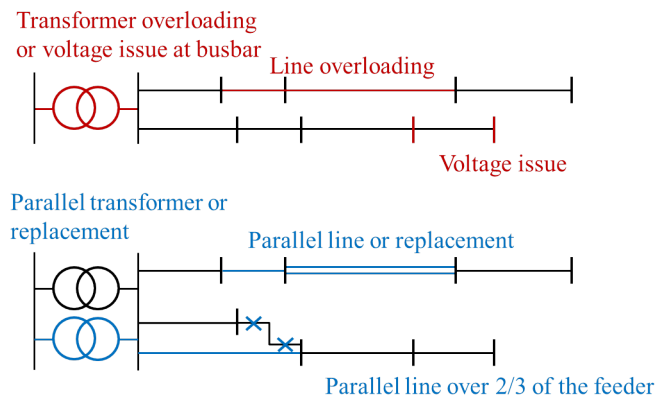 Transformer overloading
or voltage issue at busbar
Line overloading
Voltage issue
Parallel transformer or
replacement
Parallel line or replacement
Parallel line over 2/3 of the feeder